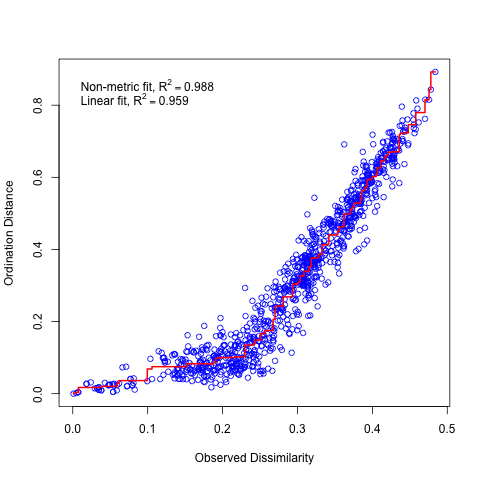 Non-metric fit, R² = 0.988
Linear fit, R² = 0.959
Ordination Distance
0.0
0.2
0.4
0.6
0.8
0.0 0.1 0.2 0.3 0.4 0.5
Observed Dissimilarity